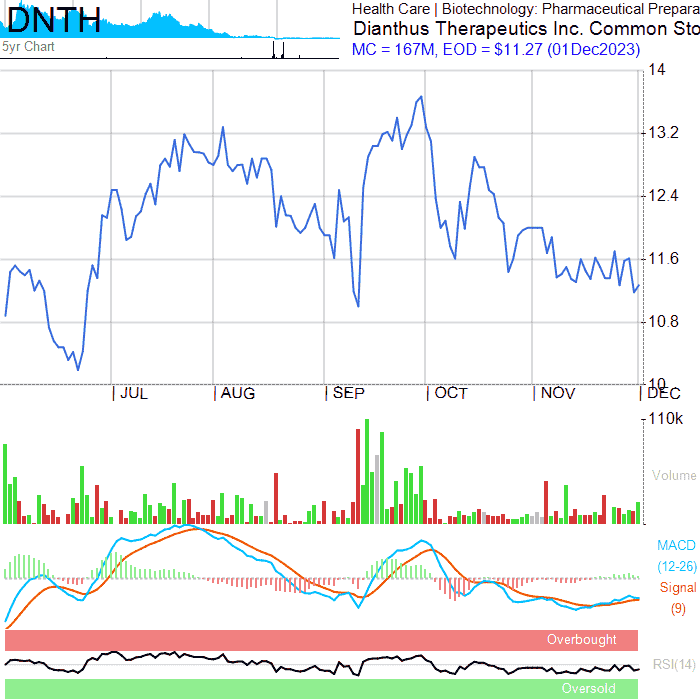 DNTH
5yr Chart
Health Care | Biotechnology: Pharmaceutical Prepara
Dianthus Therapeutics Inc. Common Sto
MC = 167M, EOD = $11.27 (01Dec2023)
14
13.2
12.4
11.6
10.8
10
| JUL | AUG | SEP | OCT | NOV | DEC
110k
Volume
MACD
(12-26)
Signal
(9)
Overbought
RSI(14)
Oversold